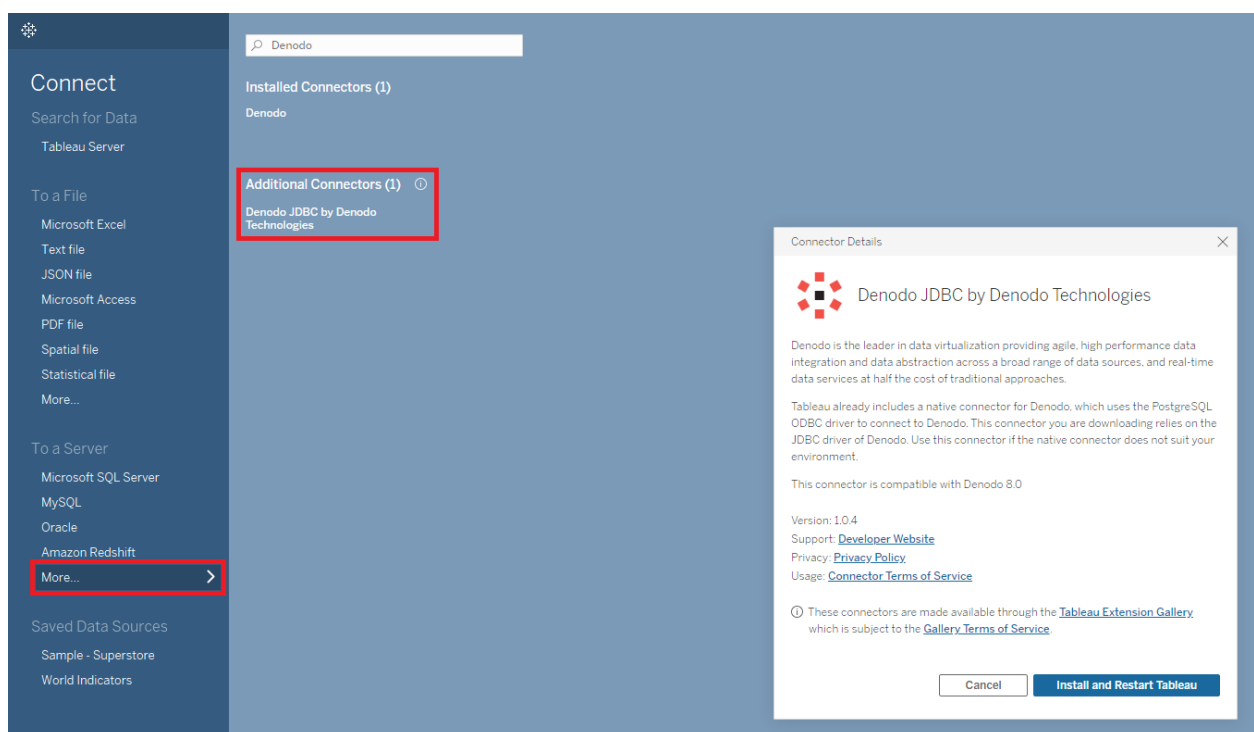 Connect
Search for Data
Tableau Server
To a File
Microsoft Excel
Text file
JSON file
Microsoft Access
PDF file
Spatial file
Statistical file
More...
To a Server
Microsoft SQL Server
MySQL
Oracle
Amazon Redshift
More...
Saved Data Sources
Sample - Superstore
World Indicators
Denodo
Installed Connectors (1)
Denodo
Additional Connectors (1)
Denodo JDBC by Denodo
Technologies
Connector Details
Denodo JDBC by Denodo Technologies
Denodo is the leader in data virtualization providing agile, high performance data
integration and data abstraction across a broad range of data sources, and real-time
data services at half the cost of traditional approaches.
Tableau already includes a native connector for Denodo, which uses the PostgreSQL
ODBC driver to connect to Denodo. This connector you are downloading relies on the
JDBC driver of Denodo. Use this connector if the native connector does not suit your
environment.
This connector is compatible with Denodo 8.0
Version: 1.0.4
Support: Developer Website
Privacy: Privacy Policy
Usage: Connector Terms of Service
These connectors are made available through the Tableau Extension Gallery
which is subject to the Gallery Terms of Service.
Cancel
Install and Restart Tableau